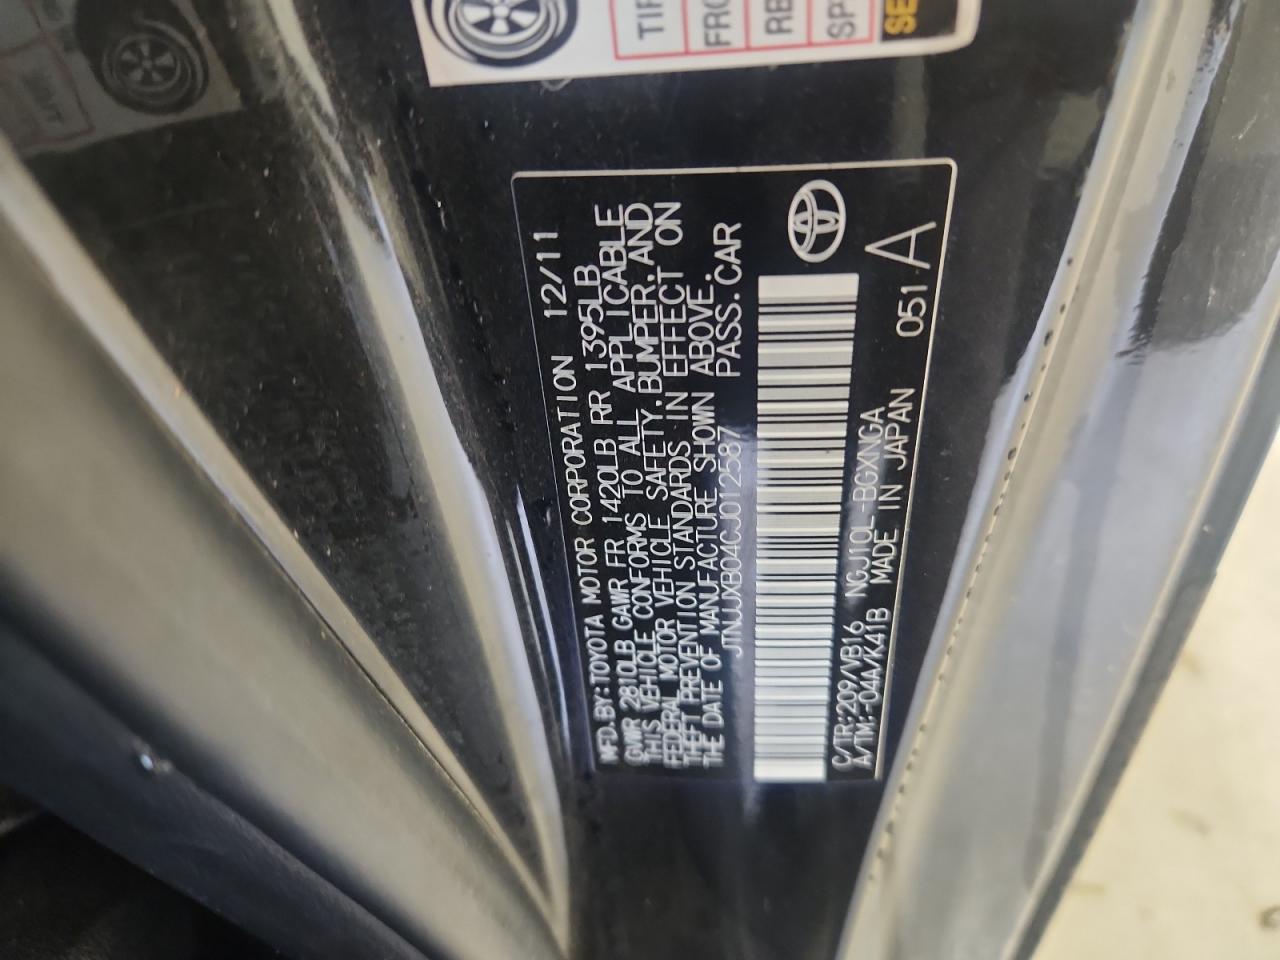 MFD.BY:TOYOTA MOTOR CORPORATION 12/11
GVWR 2810LB GAWR FR 1420LB RR 1395LB
THIS VEHICLE CONFORMS TO ALL APPLICABLE
FEDERAL MOTOR VEHICLE SAFETY,BUMPER,AND
THEFT PREVENTION STANDARDS IN EFFECT ON
THE DATE OF MANUFACTURE SHOWN ABOVE.
JTNJJXB04CJ012587 PASS.CAR
C/TR:209/VB16 NGJ10L-BGXNGA
A/TM:-04A/K41B MADE IN JAPAN 051 A